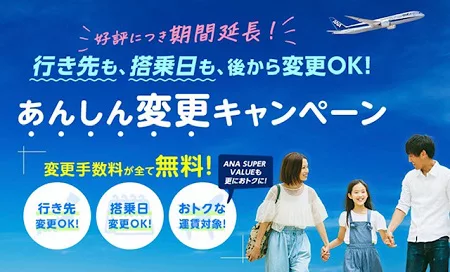 好評につき期間延長!
行き先も、搭乗日も、後から変更OK!
あんしん変更キャンペーン
変更手数料が全て無料!
ANA SUPER
VALUEも
更におトクに!
行き先
変更OK!
搭乗日
変更OK!
おトクな
運賃対象!